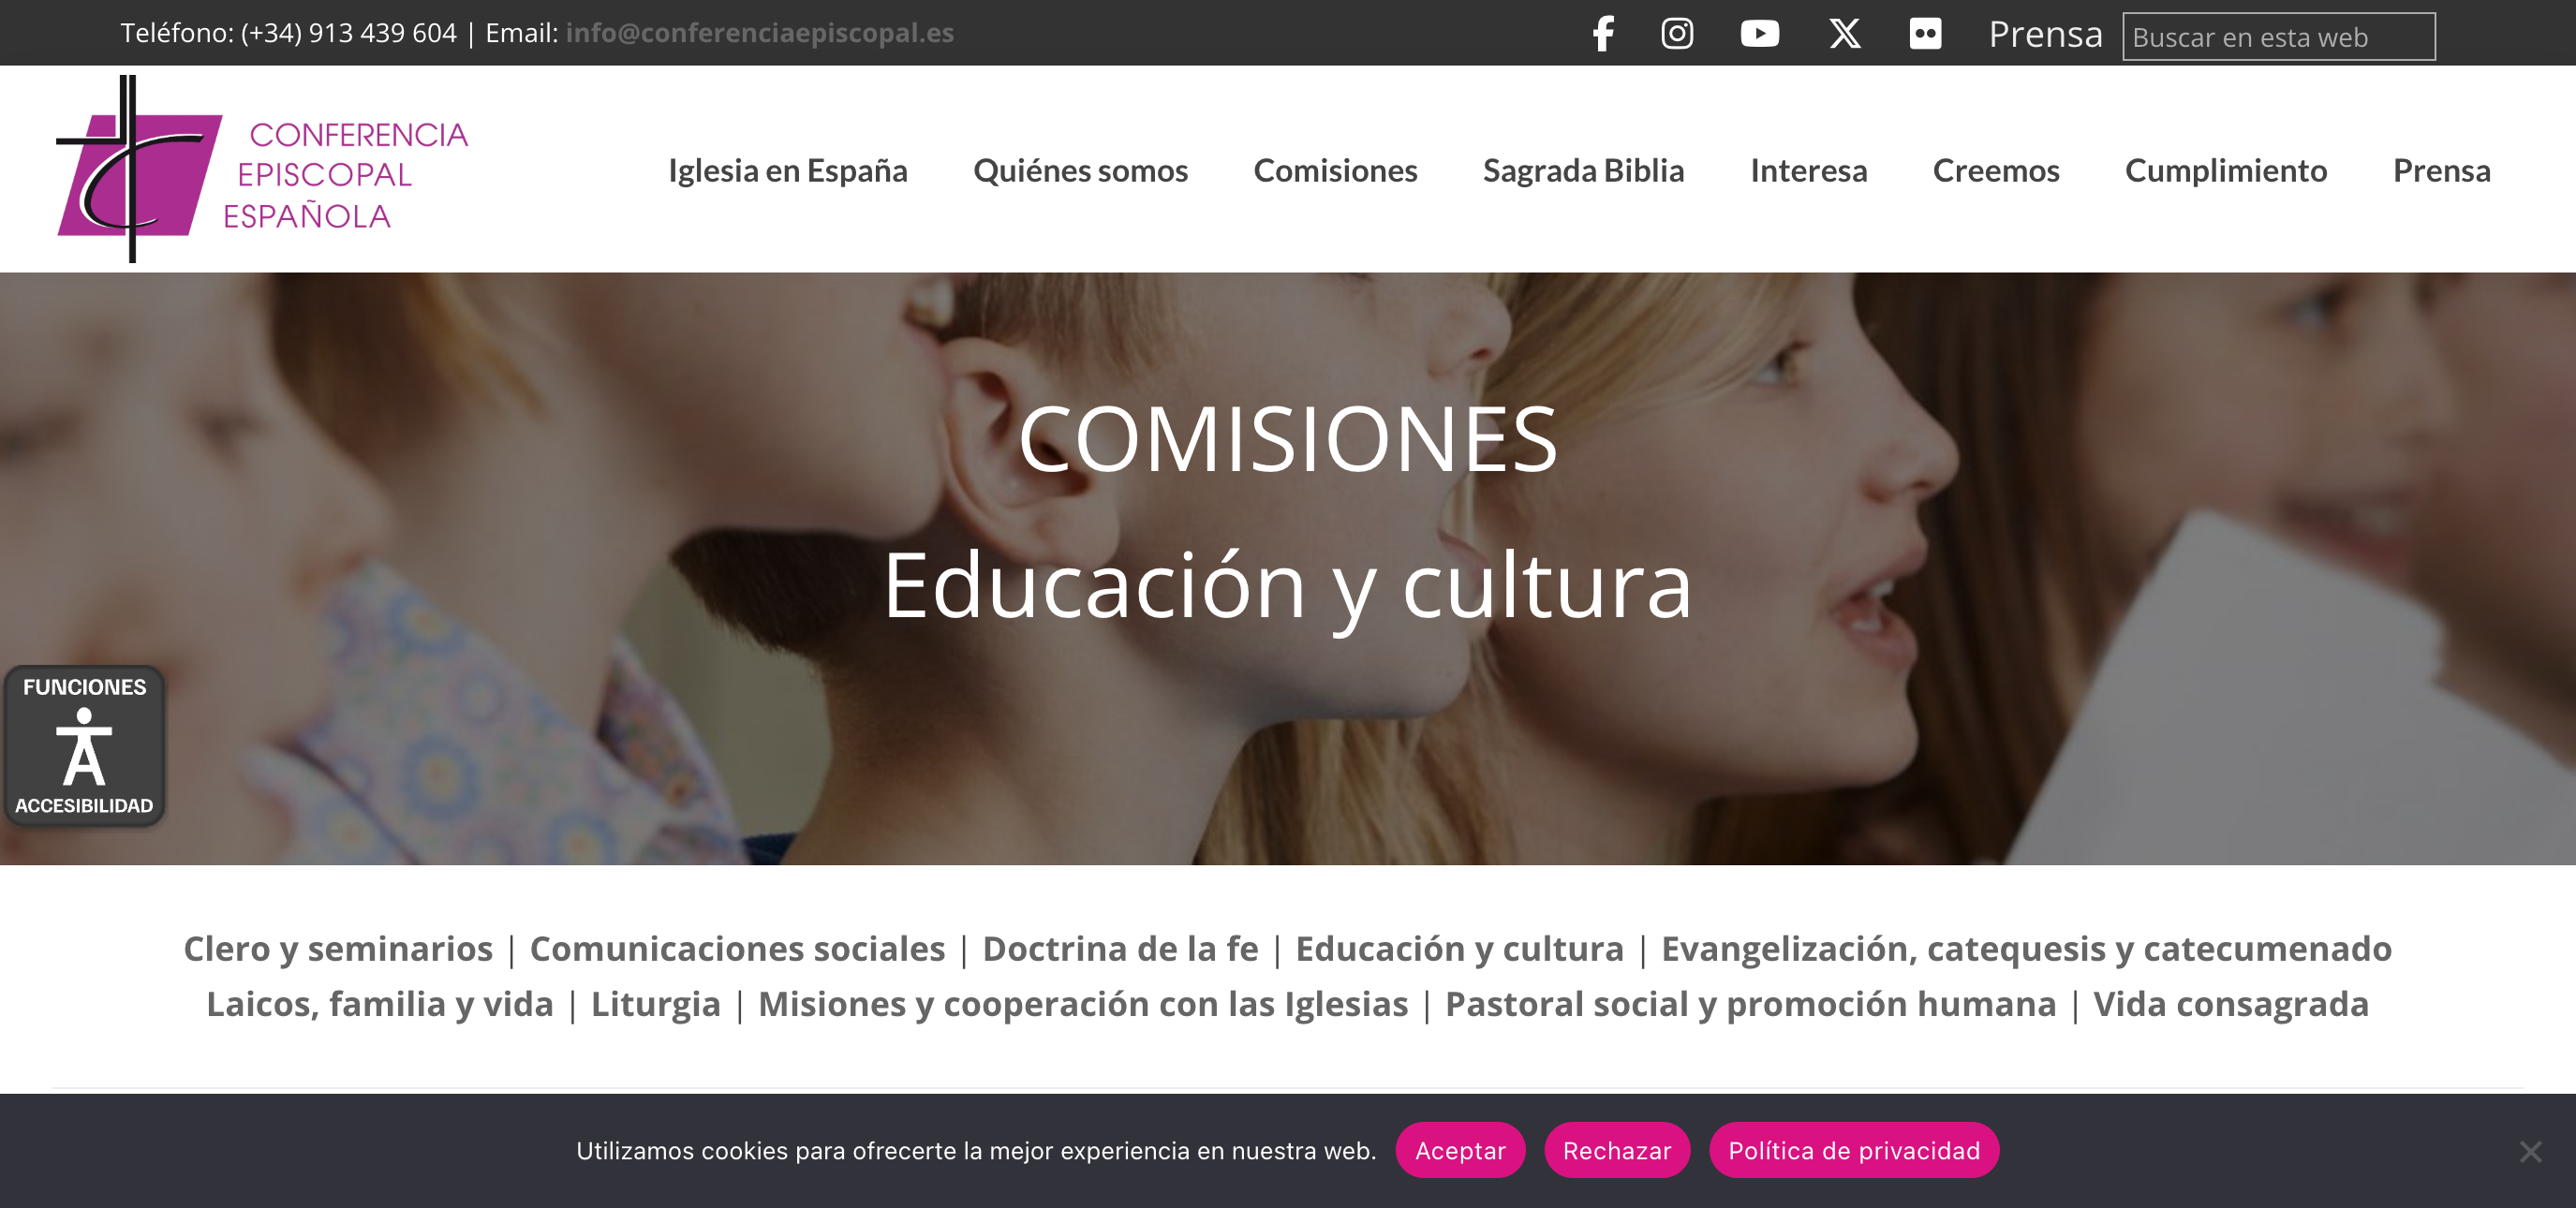 Teléfono: (+34) 913 439 604 | Email: info@conferenciaepiscopal.es
Prensa
Buscar en esta web
CONFERENCIA
EPISCOPAL
ESPAÑOLA
Iglesia en España
Quiénes somos
Comisiones
Sagrada Biblia
Interesa
Creemos
Cumplimiento
Prensa
COMISIONES
Educación y cultura
FUNCIONES
ACCESIBILIDAD
Clero y seminarios | Comunicaciones sociales | Doctrina de la fe | Educación y cultura | Evangelización, catequesis y catecumenado
Laicos, familia y vida | Liturgia | Misiones y cooperación con las Iglesias | Pastoral social y promoción humana | Vida consagrada
Utilizamos cookies para ofrecerte la mejor experiencia en nuestra web.
Aceptar
Rechazar
Política de privacidad